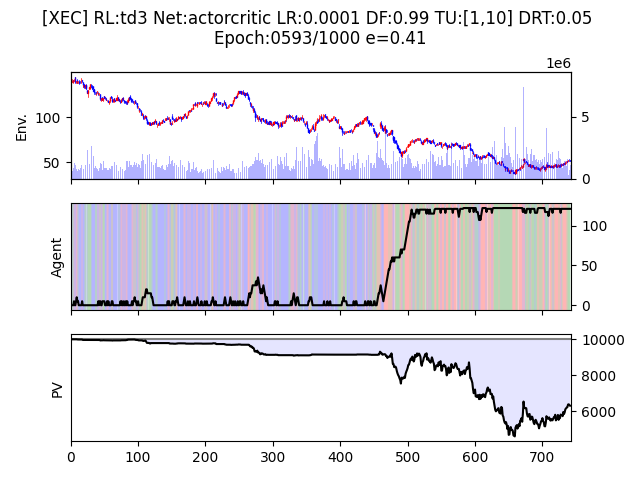 [XEC] RL:td3 Net:actorcritic LR:0.0001 DF:0.99 TU:[1,10] DRT:0.05
Epoch:0593/1000 e=0.41
1e6
Env.
100
50
5
0
Agent
100
50
0
PV
10000
8000
6000
0 100 200 300 400 500 600 700